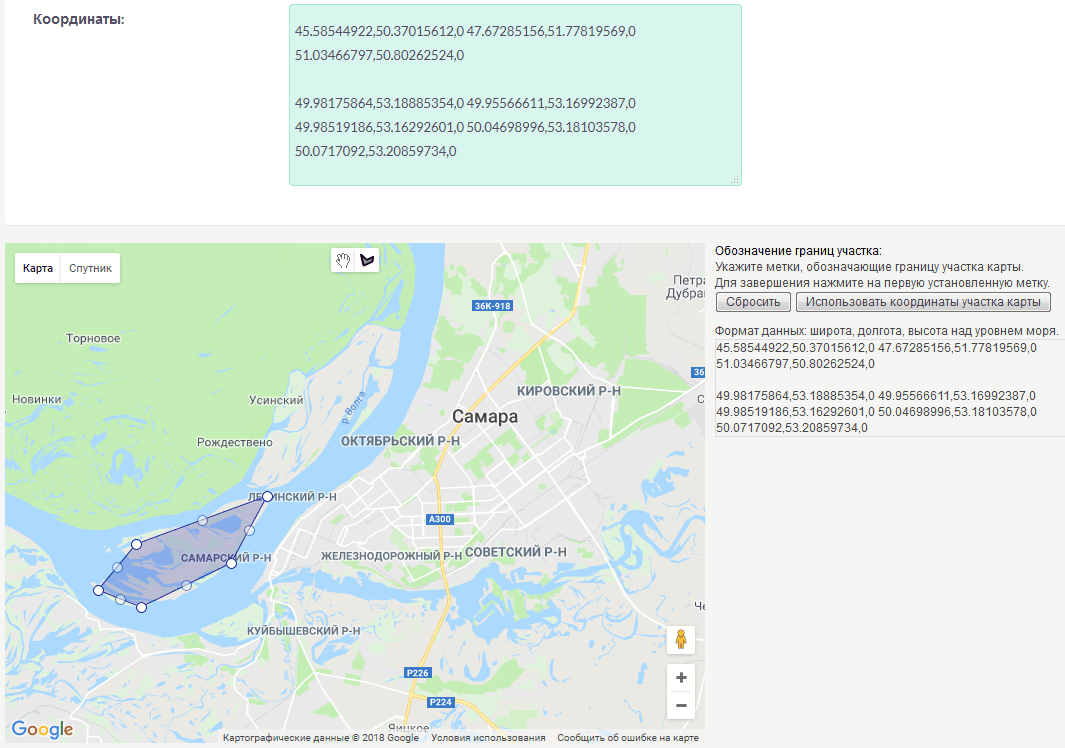 Координаты:
45.58544922,50.37015612,0 47.67285156,51.77819569,0
51.03466797,50.80262524,0
49.98175864,53.18885354,0 49.95566611,53.16992387,0
49.98519186,53.16292601,0 50.04698996,53.18103578,0
50.0717092,53.20859734,0
Карта Спутник
36К-918
Петра
Дубрав
Торновое
36
КИРОВСКИЙ Р-Н
Новинки
Усинский
р. Волга
Самара
Рождествено
ОКТЯБРЬСКИЙ Р-Н
ЛЕНИНСКИЙ Р-Н
А300
САМАРСКИЙ Р-Н
ЖЕЛЕЗНОДОРОЖНЫЙ Р-Н
СОВЕТСКИЙ Р-Н
Че
КУЙБЫШЕВСКИЙ Р-Н
Р226
Р224
Яицкое
+
−
Google
Картографические данные © 2018 Google Условия использования Сообщить об ошибке на карте
Обозначение границ участка:
Укажите метки, обозначающие границу участка карты.
Для завершения нажмите на первую установленную метку.
Сбросить Использовать координаты участка карты
Формат данных: широта, долгота, высота над уровнем моря.
45.58544922,50.37015612,0 47.67285156,51.77819569,0
51.03466797,50.80262524,0
49.98175864,53.18885354,0 49.95566611,53.16992387,0
49.98519186,53.16292601,0 50.04698996,53.18103578,0
50.0717092,53.20859734,0